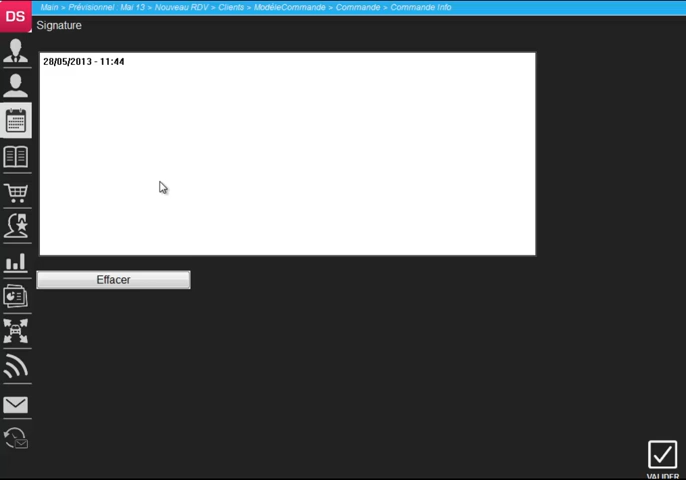 DS
Main > Prévisionnel : Mai 13 > Nouveau RDV > Clients > ModèleCommande > Commande > Commande Info
Signature
28/05/2013 - 11:44
Effacer
VALIDER